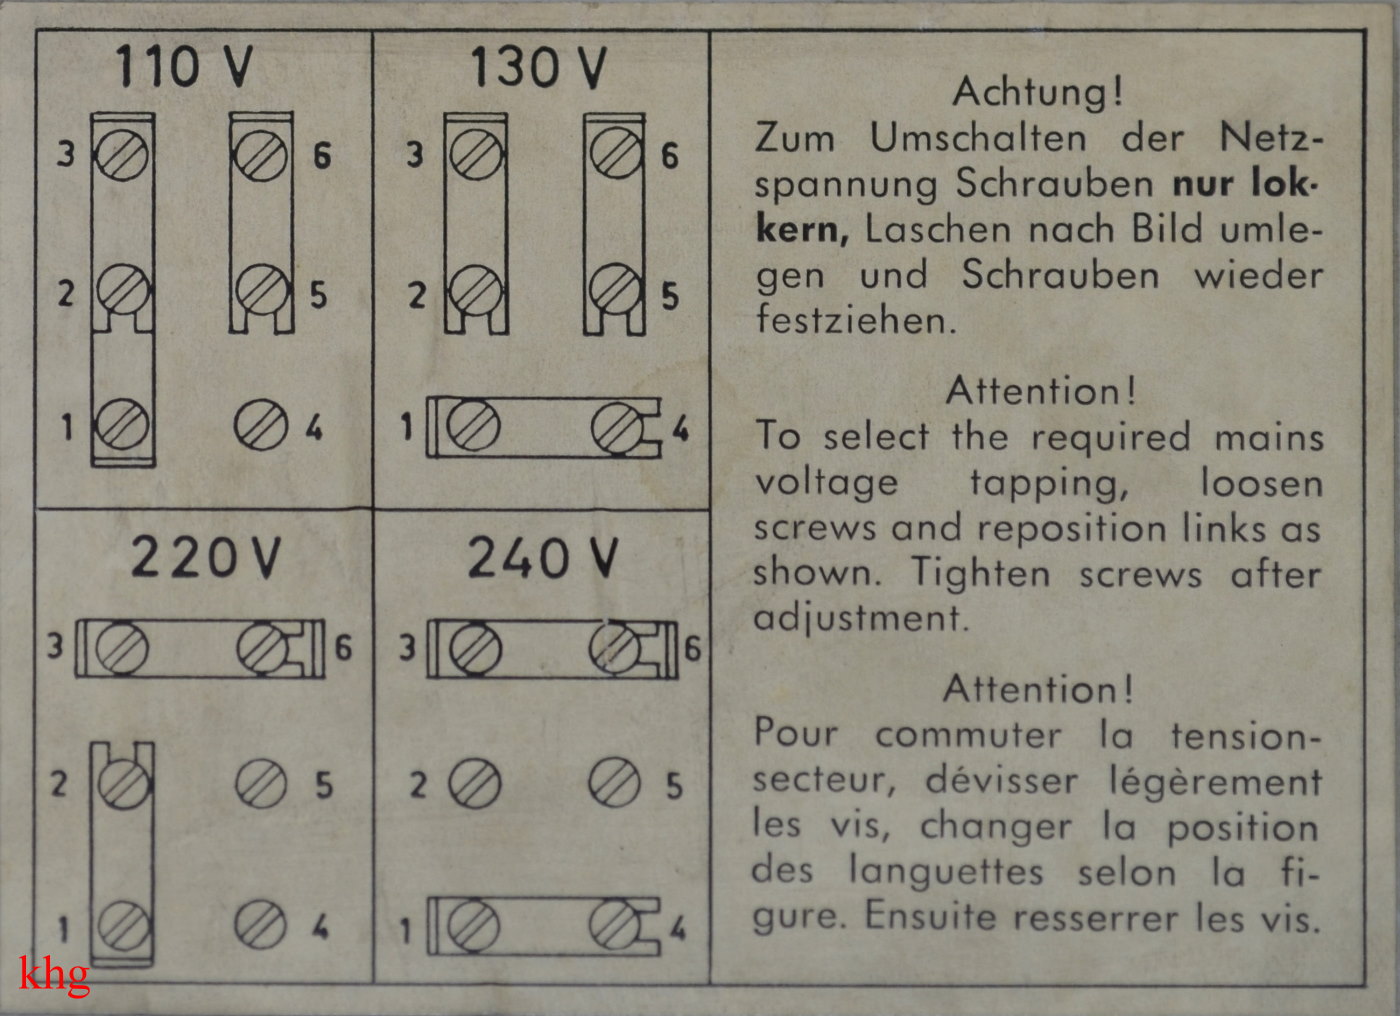 110 V
3
6
2
5
1
4
130 V
3
6
2
5
1
4
220 V
3
6
2
5
1
4
240 V
3
6
2
5
1
4
Achtung!
Zum Umschalten der Netz-
spannung Schrauben nur lok-
kern, Laschen nach Bild umle-
gen und Schrauben wieder
festziehen.
Attention!
To select the required mains
voltage tapping, loosen
screws and reposition links as
shown. Tighten screws after
adjustment.
Attention!
Pour commuter la tension-
secteur, dévisser légèrement
les vis, changer la position
des languettes selon la fi-
gure. Ensuite resserrer les vis.
khg